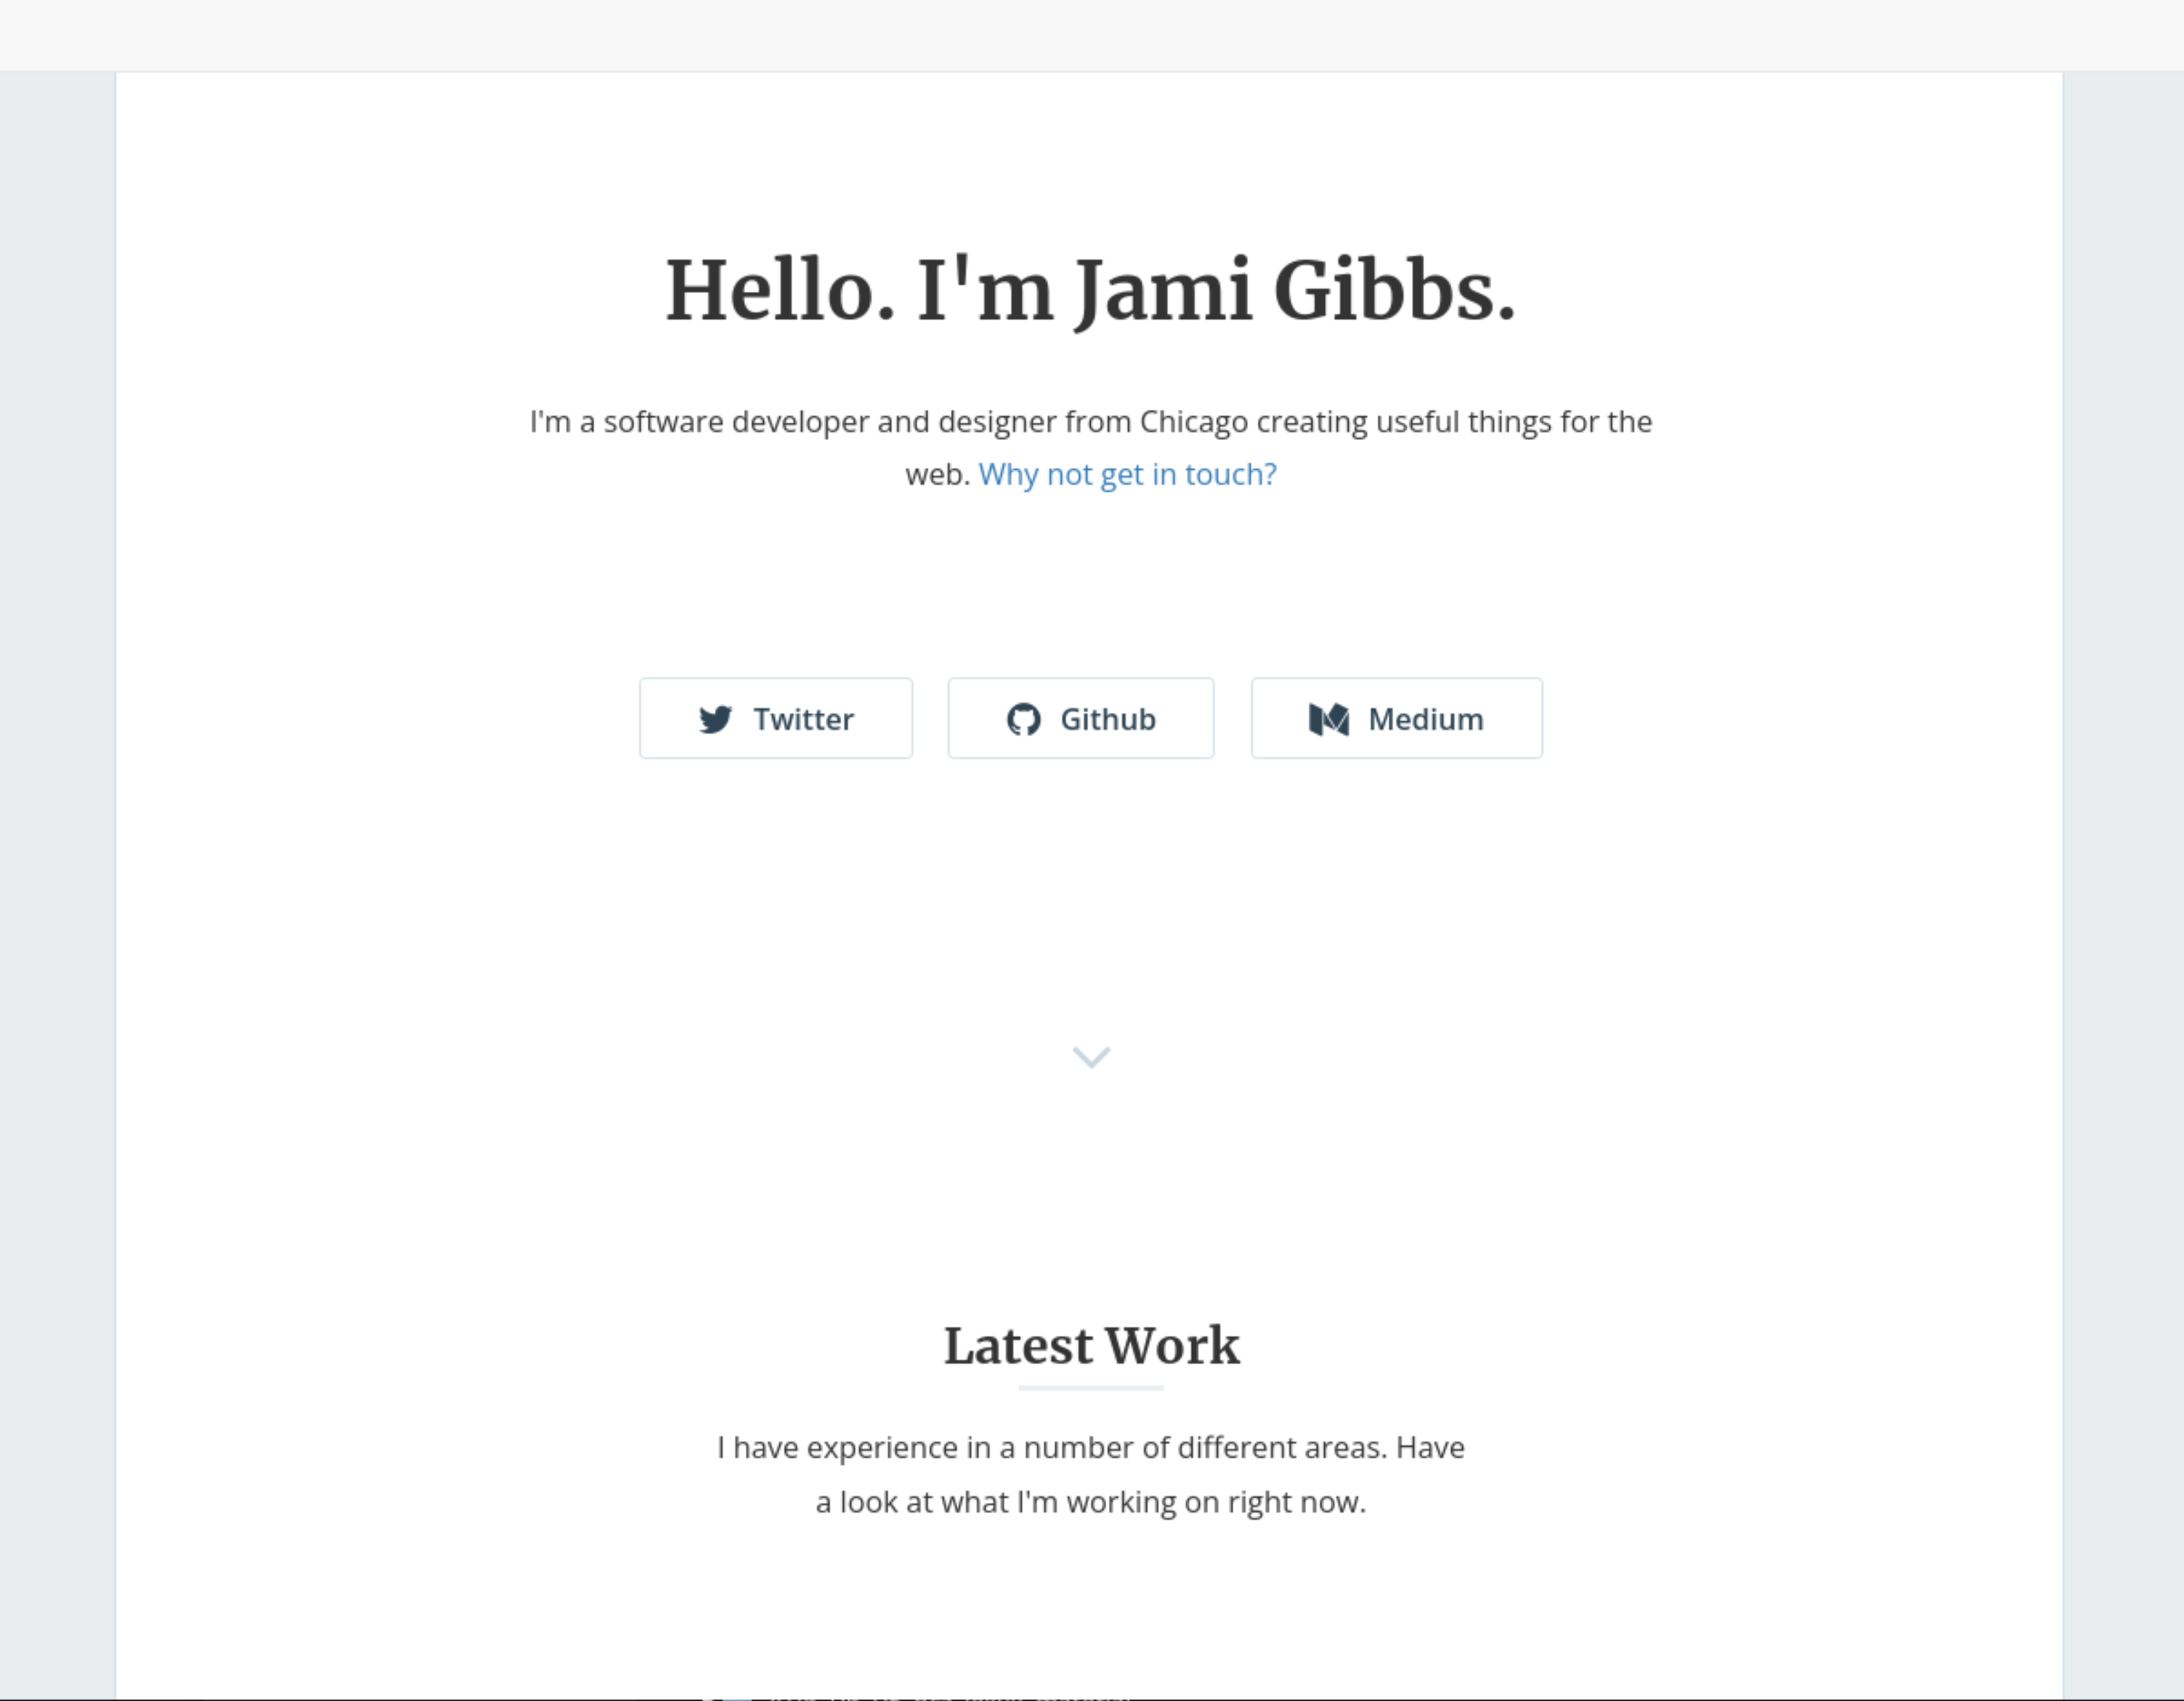 Hello. I'm Jami Gibbs.
I'm a software developer and designer from Chicago creating useful things for the
web. Why not get in touch?
Twitter
Github
Medium
Latest Work
I have experience in a number of different areas. Have
a look at what I'm working on right now.